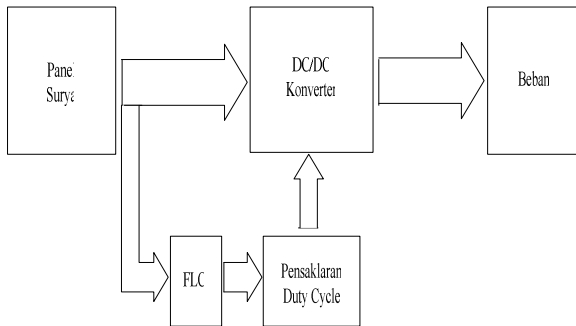 Panel
Surya
DC/DC
Konverter
Beban
FLC
Pensaklaran
Duty Cycle